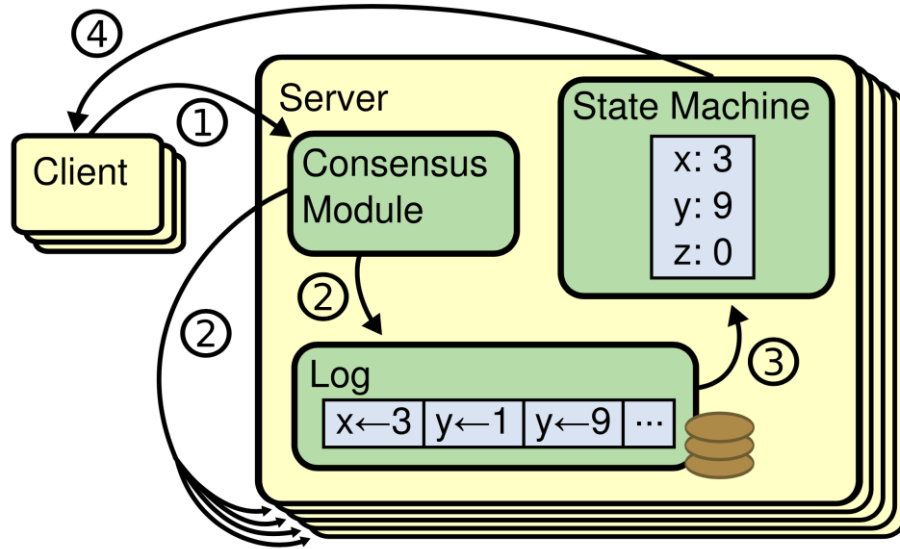 ④
①
Server
State Machine
Client
Consensus
Module
x: 3
y: 9
z: 0
②
②
③
Log
x←3 y←1 y←9 ...